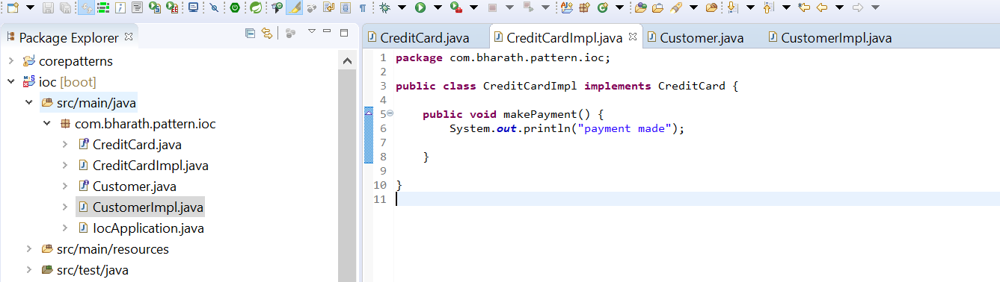 Package Explorer
corepatterns
ioc [boot]
src/main/java
com.bharath.pattern.ioc
CreditCard.java
CreditCardImpl.java
Customer.java
CustomerImpl.java
IocApplication.java
src/main/resources
src/test/java
CreditCard.java CreditCardImpl.java Customer.java CustomerImpl.java
1 package com.bharath.pattern.ioc;
2
3 public class CreditCardImpl implements CreditCard {
4
5 public void makePayment() {
6 System.out.println("payment made");
7
8 }
9
10 }
11